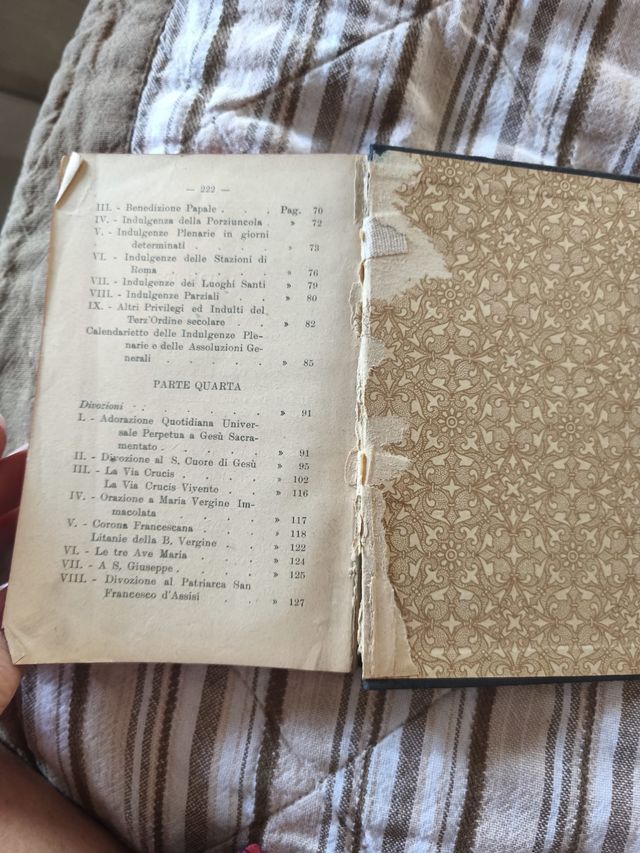 — 222 —
III. - Benedizione Papale . . . Pag. 70
IV. - Indulgenza della Porziuncola . » 72
V. - Indulgenze Plenarie in giorni
determinati . . . . . » 73
VI. - Indulgenze delle Stazioni di
Roma . . . . . . » 76
VII. - Indulgenze dei Luoghi Santi » 79
VIII. - Indulgenze Parziali . . » 80
IX. - Altri Privilegi ed Indulti del
Terz'Ordine secolare . . . » 82
Calendarietto delle Indulgenze Ple-
narie e delle Assoluzioni Ge-
nerali . . . . . » 85
PARTE QUARTA
Divozioni . . . . . . . » 91
I. - Adorazione Quotidiana Univer-
sale Perpetua a Gesù Sacra-
mentato . . . . . » 91
II. - Divozione al S. Cuore di Gesù » 95
III. - La Via Crucis . . . . » 102
La Via Crucis Vivente . . » 116
IV. - Orazione a Maria Vergine Im-
macolata . . . . . » 117
V. - Corona Francescana . . . » 118
Litanie della B. Vergine . . » 122
VI. - Le tre Ave Maria . . . » 124
VII. - A S. Giuseppe . . . . » 125
VIII. - Divozione al Patriarca San
Francesco d'Assisi . . » 127